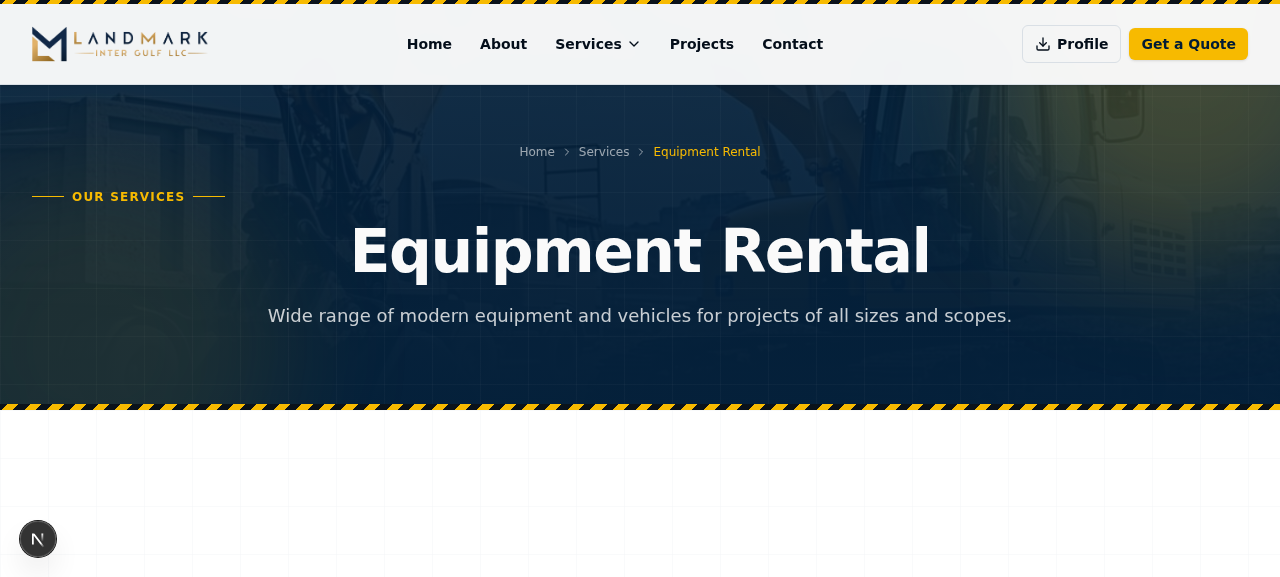 LANDMARK
INTER GULF LLC
Home
About
Services
Projects
Contact
Profile
Get a Quote
Home > Services > Equipment Rental
OUR SERVICES
Equipment Rental
Wide range of modern equipment and vehicles for projects of all sizes and scopes.
N